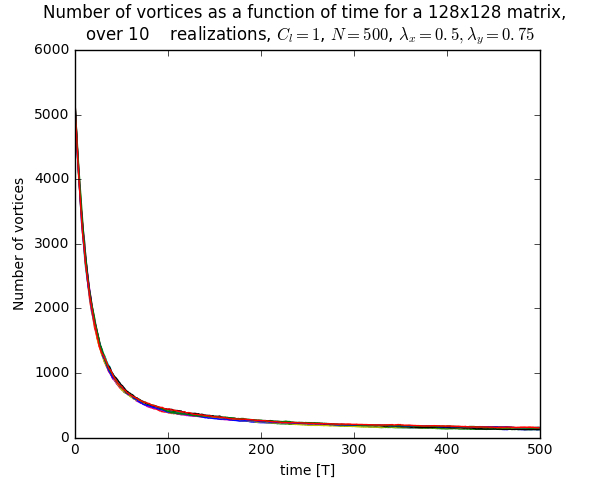 Number of vortices as a function of time for a 128x128 matrix,
over 10 realizations, $C_l = 1$, $N = 500$, $\lambda_x = 0.5, \lambda_y = 0.75$
6000
5000
4000
3000
2000
1000
0
Number of vortices
0 100 200 300 400 500
time [T]